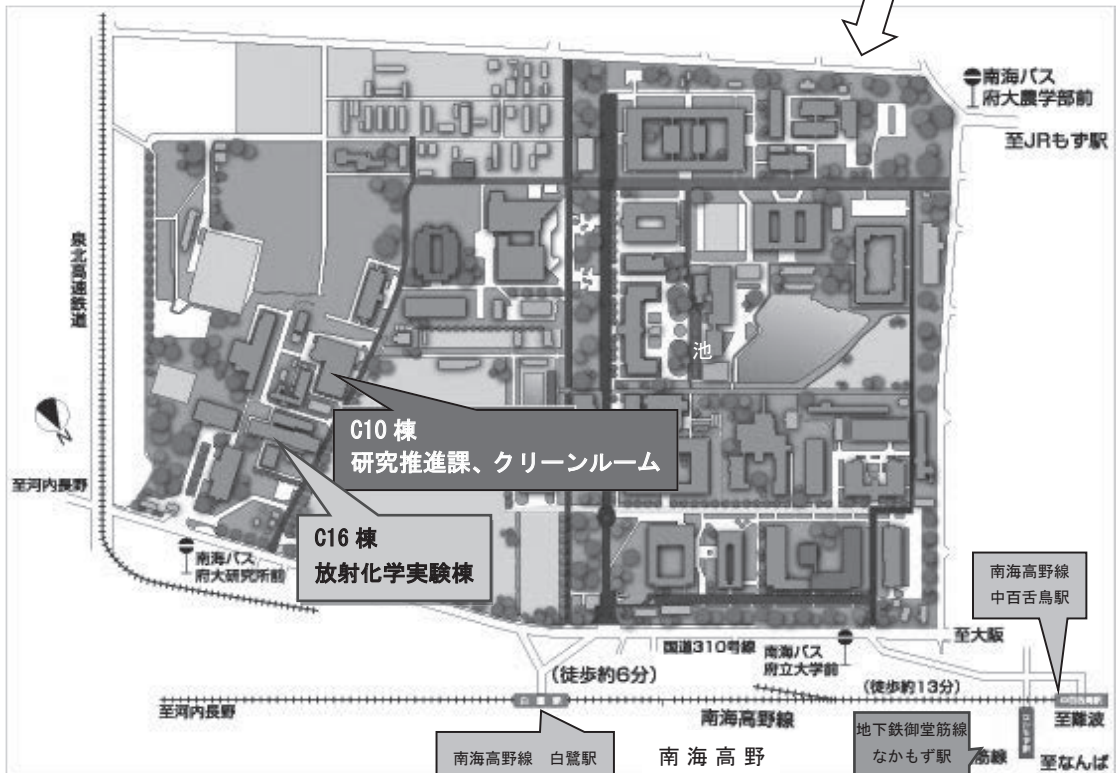 南海バス
府大農学部前
至JRもず駅
泉北高速鉄道
池
C10 棟
研究推進課、クリーンルーム
至河内長野
C16 棟
放射化学実験棟
南海バス
府大研究所前
南海高野線
中百舌鳥駅
至大阪
国道310号線
南海バス
府立大学前
(徒歩約6分)
(徒歩約13分)
至河内長野
白鷺駅
南海高野線
至難波
地下鉄御堂筋線
なかもず駅
筋線
至なんば
南海高野線 白鷺駅
南海高野